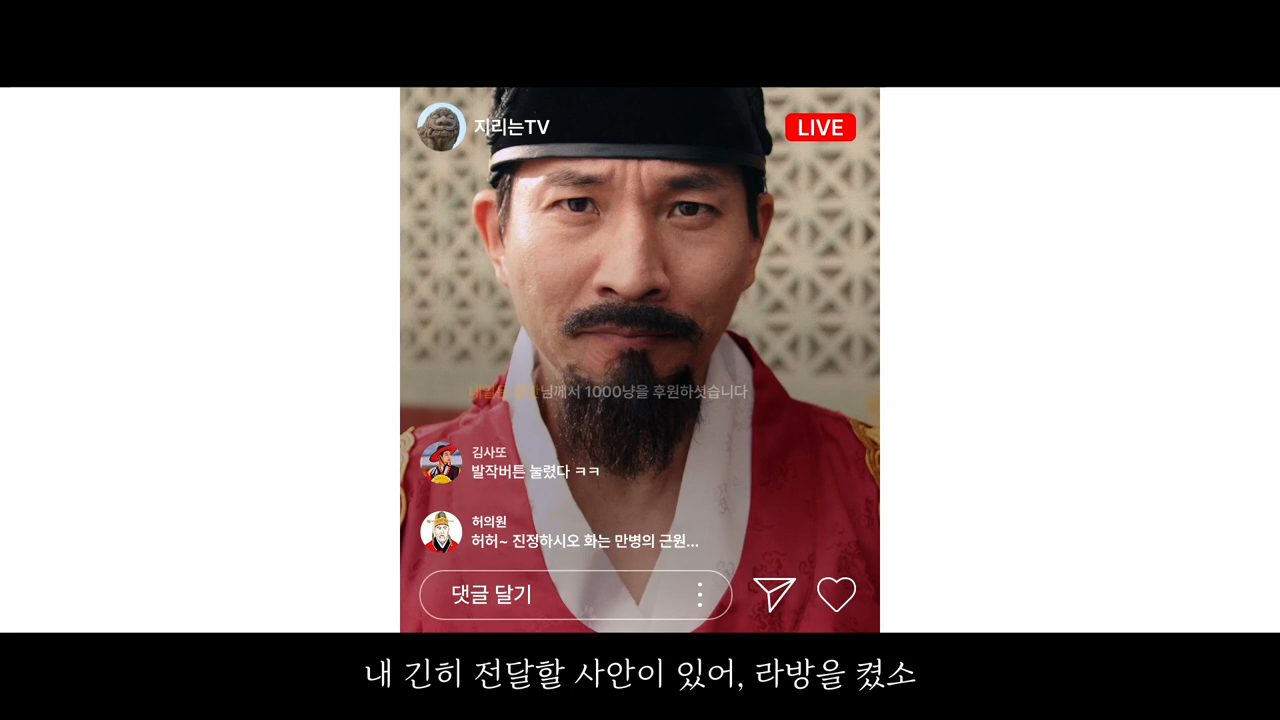 지리는TV
LIVE
님께서 1000냥을 후원하셧습니다
김사또
발작버튼 눌렸다 ㅋㅋ
허의원
허허~ 진정하시오 화는 만병의 근원...
댓글 달기
내 긴히 전달할 사안이 있어, 라방을 켰소